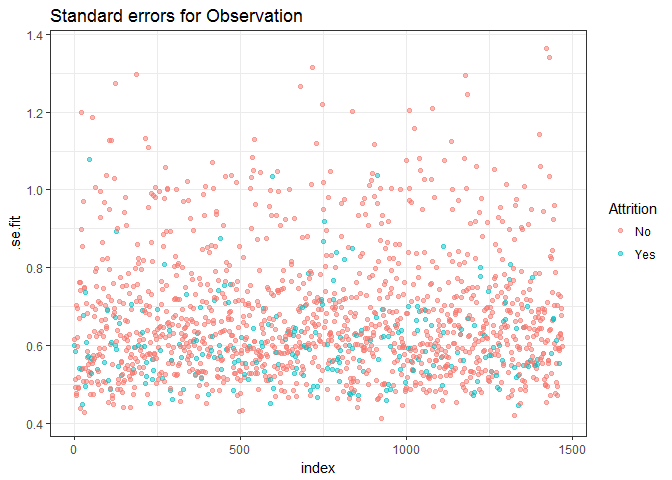 Standard errors for Observation
1.4
1.2
1.0
0.8
0.6
0.4
.se.fit
0
500
1000
1500
index
Attrition
No
Yes